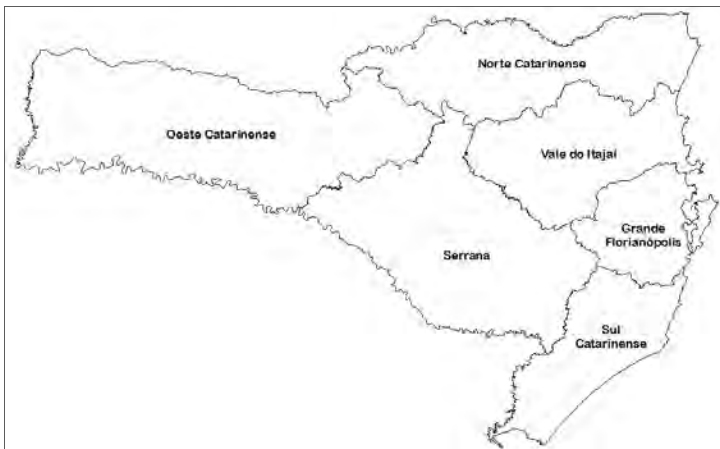 Norte Catarinense
Oeste Catarinense
Vale do Itajaí
Grande
Florianópolis
Serrana
Sul
Catarinense